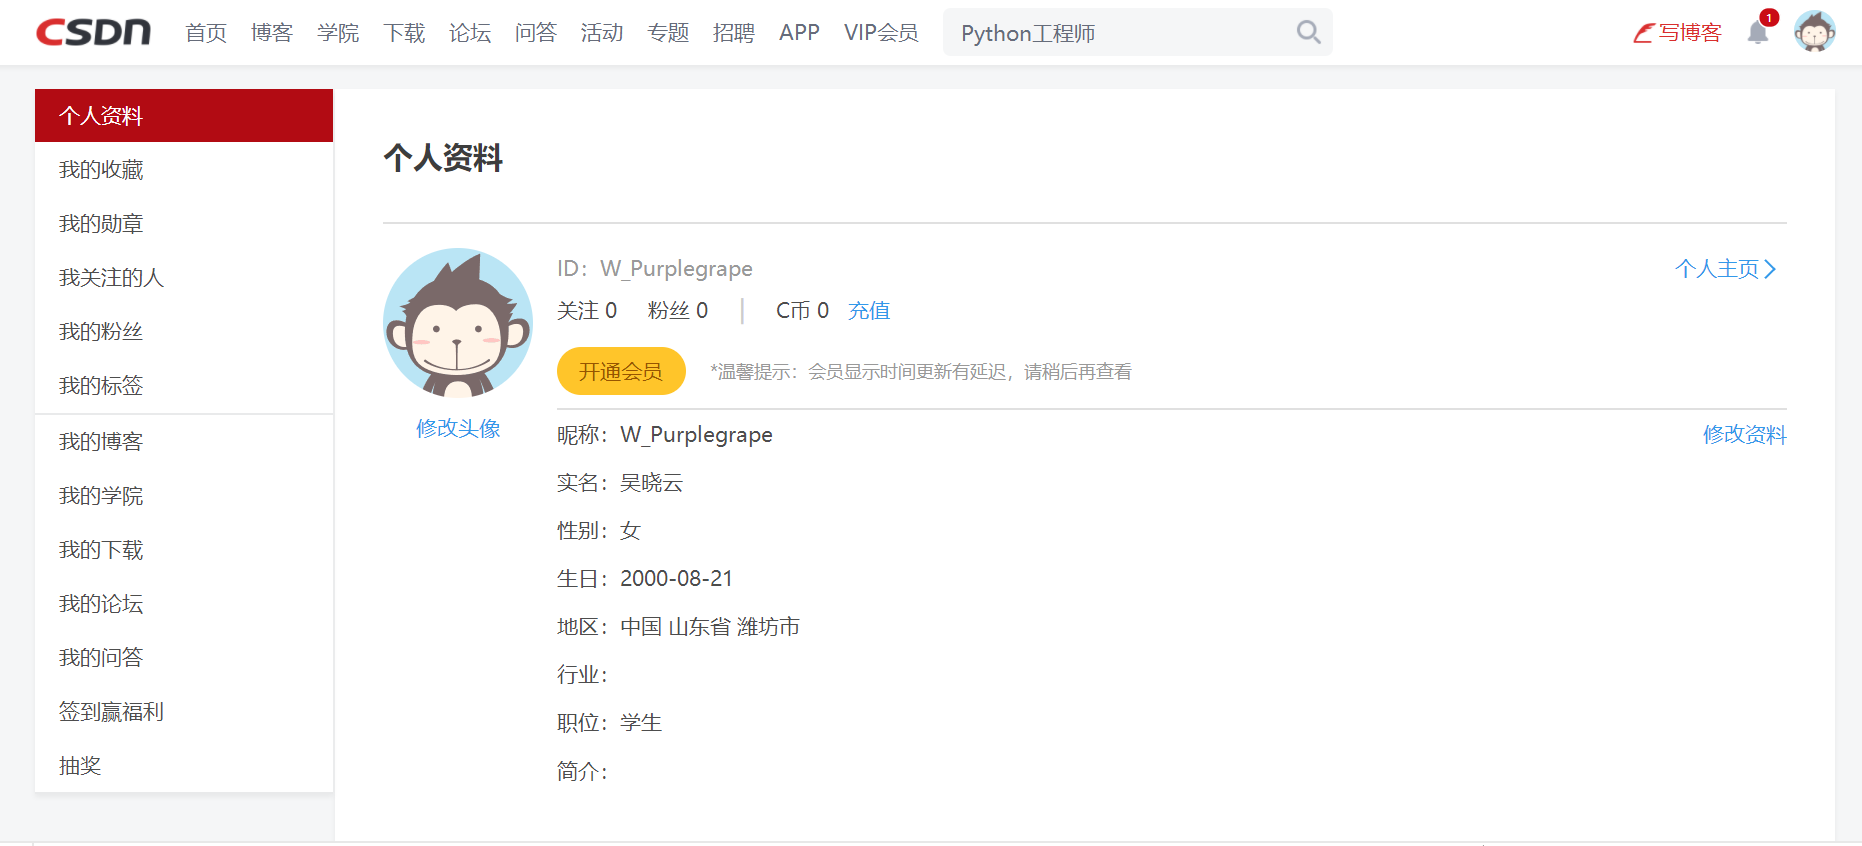 CSDN 首页 博客 学院 下载 论坛 问答 活动 专题 招聘 APP VIP会员 Python工程师 写博客 1
个人资料
我的收藏
我的勋章
我关注的人
我的粉丝
我的标签
我的博客
我的学院
我的下载
我的论坛
我的问答
签到赢福利
抽奖
个人资料
ID：W_Purplegrape 个人主页
关注 0 粉丝 0 | C币 0 充值
开通会员 *温馨提示：会员显示时间更新有延迟，请稍后再查看
修改头像
昵称：W_Purplegrape 修改资料
实名：吴晓云
性别：女
生日：2000-08-21
地区：中国 山东省 潍坊市
行业：
职位：学生
简介：